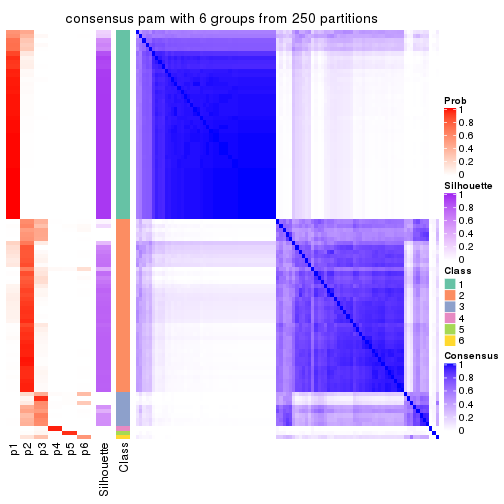 consensus pam with 6 groups from 250 partitions
Prob
1
0.8
0.6
0.4
0.2
0
Silhouette
1
0.8
0.6
0.4
0.2
0
Class
1
2
3
4
5
6
Consensus
1
0.8
0.6
0.4
0.2
0
p1
p2
p3
p4
p5
p6
Silhouette
Class